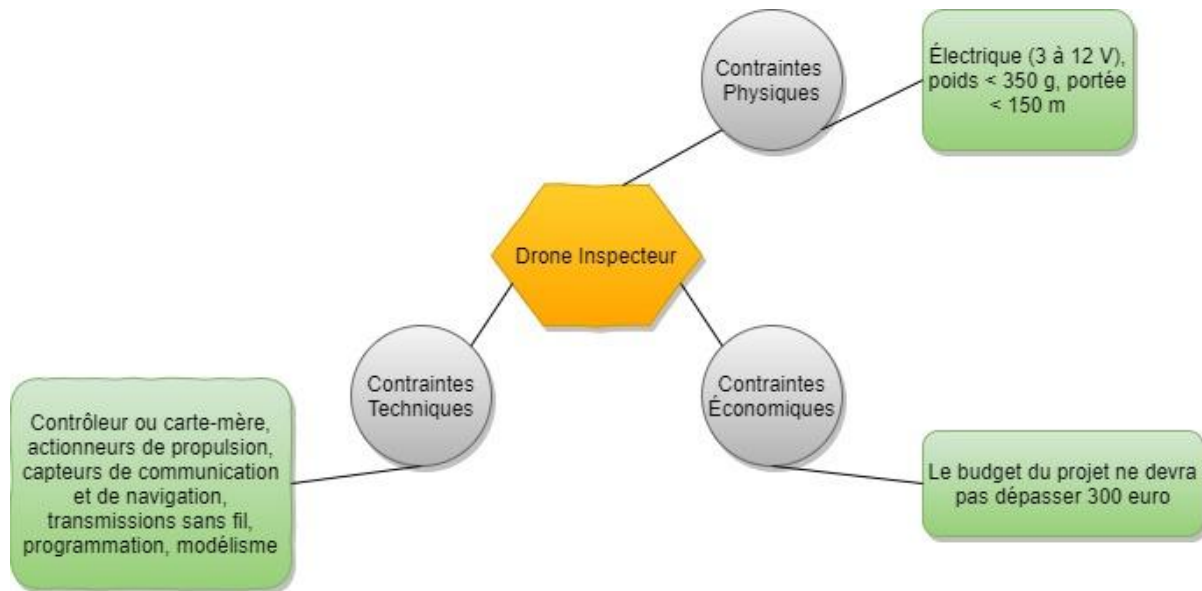 Contraintes
Physiques
Électrique (3 à 12 V),
poids < 350 g, portée
< 150 m
Drone Inspecteur
Contraintes
Techniques
Contraintes
Économiques
Contrôleur ou carte-mère,
actionneurs de propulsion,
capteurs de communication
et de navigation,
transmissions sans fil,
programmation, modélisme
Le budget du projet ne devra
pas dépasser 300 euro